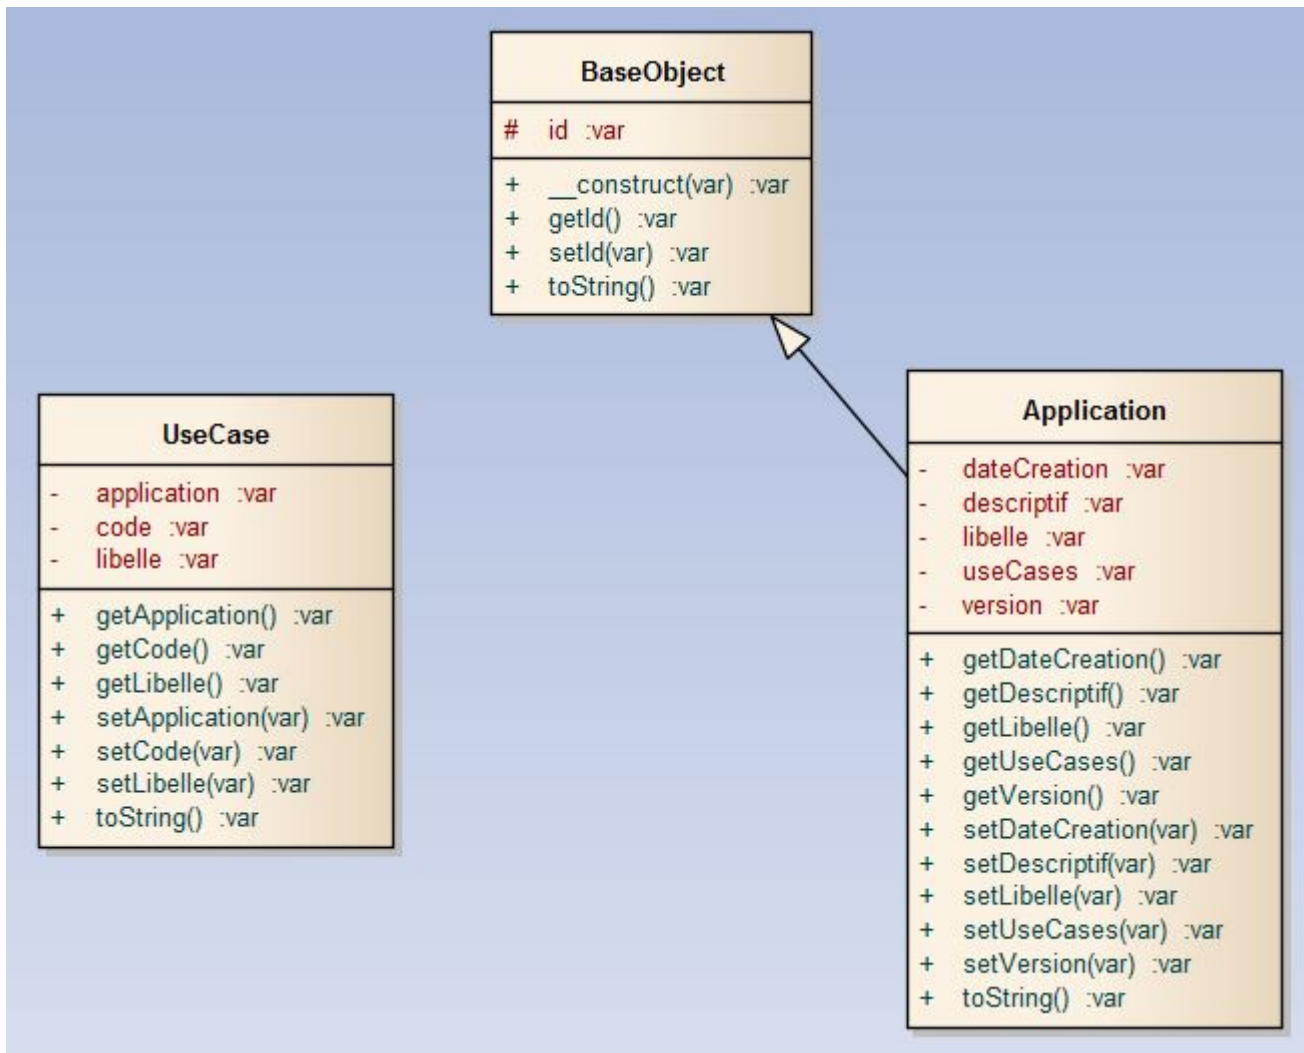 BaseObject
# id :var
+ __construct(var) :var
+ getId() :var
+ setId(var) :var
+ toString() :var
UseCase
- application :var
- code :var
- libelle :var
+ getApplication() :var
+ getCode() :var
+ getLibelle() :var
+ setApplication(var) :var
+ setCode(var) :var
+ setLibelle(var) :var
+ toString() :var
Application
- dateCreation :var
- descriptif :var
- libelle :var
- useCases :var
- version :var
+ getDateCreation() :var
+ getDescriptif() :var
+ getLibelle() :var
+ getUseCases() :var
+ getVersion() :var
+ setDateCreation(var) :var
+ setDescriptif(var) :var
+ setLibelle(var) :var
+ setUseCases(var) :var
+ setVersion(var) :var
+ toString() :var